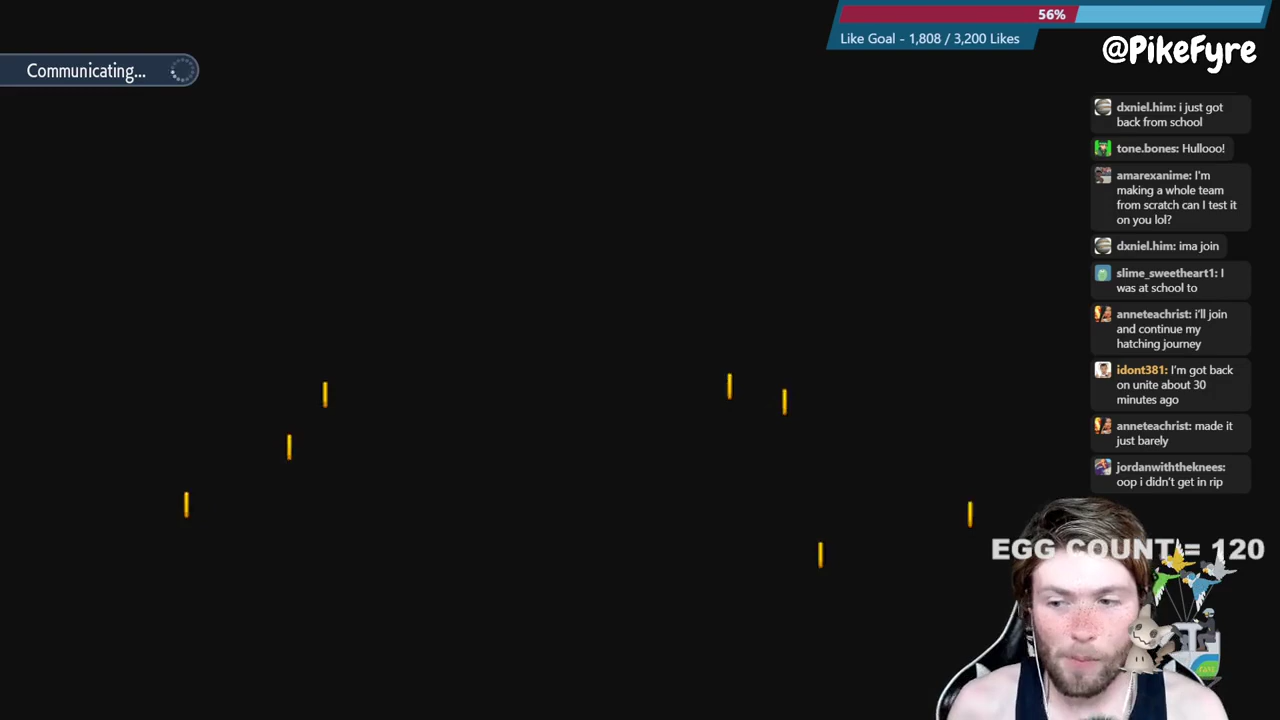 56%
Like Goal - 1,808 / 3,200 Likes
@PikeFyre
Communicating...
dxniel.him: i just got
back from school
tone.bones: Hullooo!
amarexanime: I'm
making a whole team
from scratch can I test it
on you lol?
dxniel.him: ima join
slime_sweetheart1: I
was at school to
anneteachrist: i'll join
and continue my
hatching journey
idont381: I'm got back
on unite about 30
minutes ago
anneteachrist: made it
just barely
jordanwiththeknees:
oop i didn't get in rip
EGG COUNT = 120